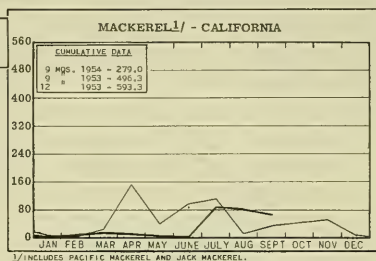 MACKEREL1/ - CALIFORNIA
560
CUMULATIVE DATA
9 MOS. 1954 - 279.0
9 " 1953 - 496.3
12 " 1953 - 593.3
480
400
320
240
160
80
0
JAN FEB MAR APR MAY JUNE JULY AUG SEPT OCT NOV DEC
1/INCLUDES PACIFIC MACKEREL AND JACK MACKEREL.